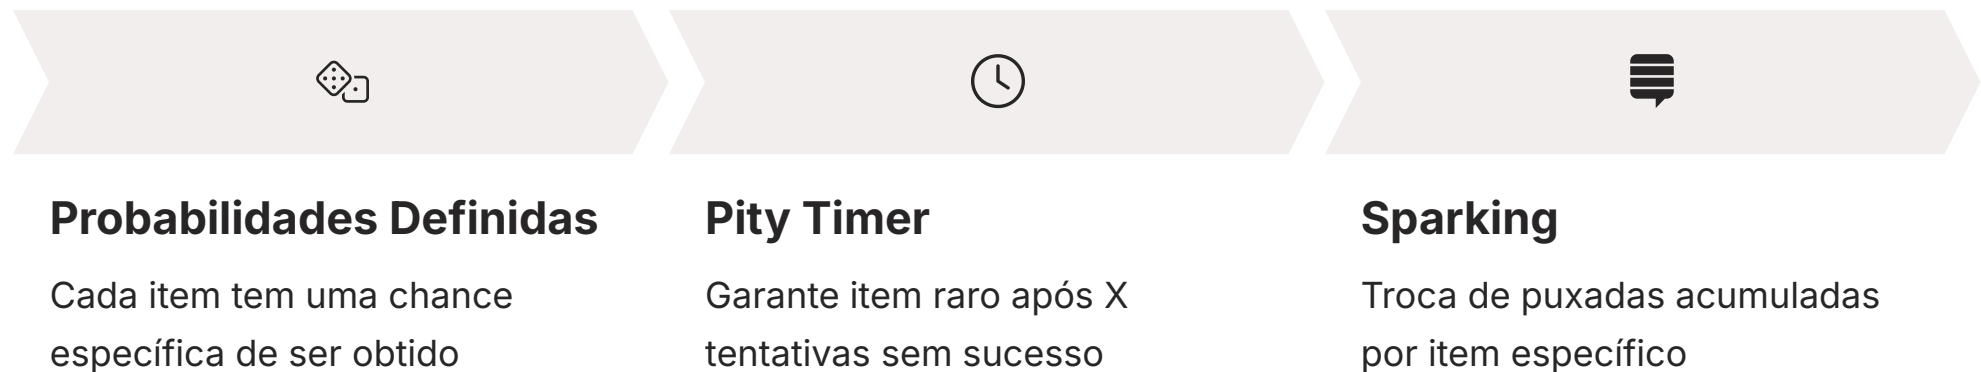 Probabilidades Definidas
Cada item tem uma chance
específica de ser obtido
Pity Timer
Garante item raro após X
tentativas sem sucesso
Sparking
Troca de puxadas acumuladas
por item específico